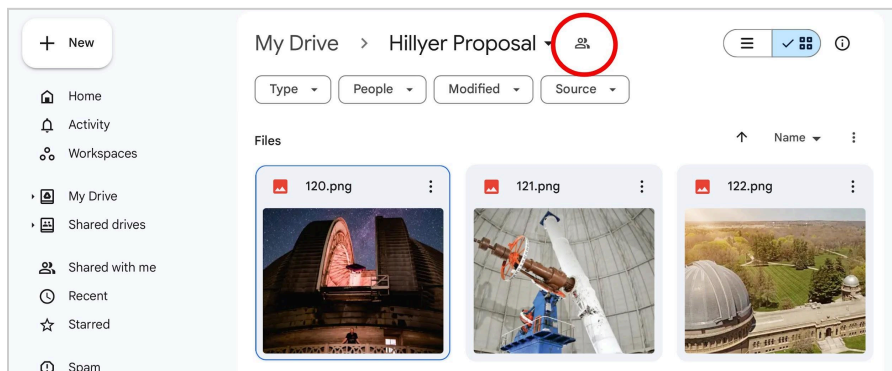 New
Home
Activity
Workspaces
My Drive
Shared drives
Shared with me
Recent
Starred
Spam
My Drive > Hillyer Proposal
Type People Modified Source
Files
Name
120.png 121.png 122.png